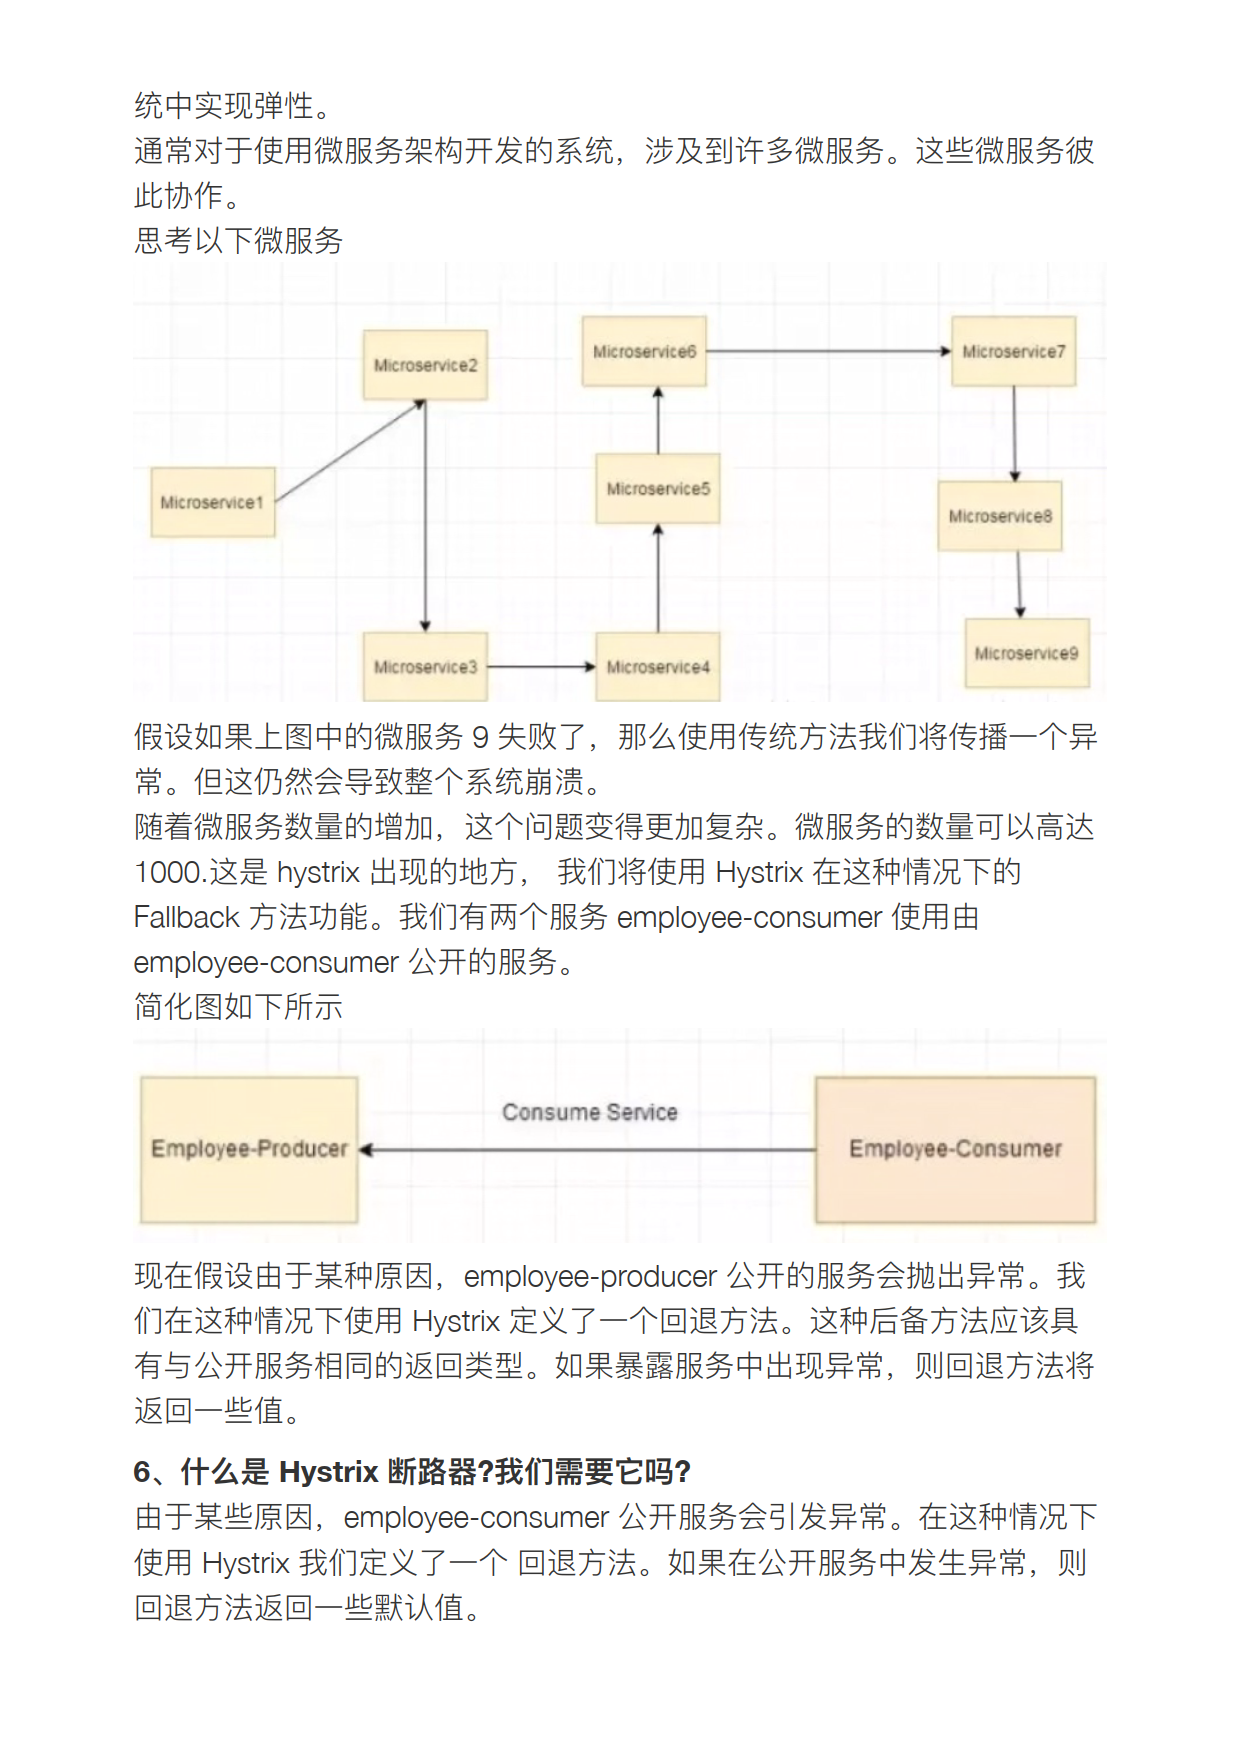 统中实现弹性。
通常对于使用微服务架构开发的系统，涉及到许多微服务。这些微服务彼
此协作。
思考以下微服务
Microservice6
Microservice7
Microservice2
Microservice5
Microservice1
Microservice8
Microservice9
Microservice3
Microservice4
假设如果上图中的微服务 9 失败了，那么使用传统方法我们将传播一个异
常。但这仍然会导致整个系统崩溃。
随着微服务数量的增加，这个问题变得更加复杂。微服务的数量可以高达
1000.这是 hystrix 出现的地方， 我们将使用 Hystrix 在这种情况下的
Fallback 方法功能。我们有两个服务 employee-consumer 使用由
employee-consumer 公开的服务。
简化图如下所示
Consume Service
Employee-Producer
Employee-Consumer
现在假设由于某种原因，employee-producer 公开的服务会抛出异常。我
们在这种情况下使用 Hystrix 定义了一个回退方法。这种后备方法应该具
有与公开服务相同的返回类型。如果暴露服务中出现异常，则回退方法将
返回一些值。
6、什么是 Hystrix 断路器?我们需要它吗?
由于某些原因，employee-consumer 公开服务会引发异常。在这种情况下
使用 Hystrix 我们定义了一个 回退方法。如果在公开服务中发生异常，则
回退方法返回一些默认值。